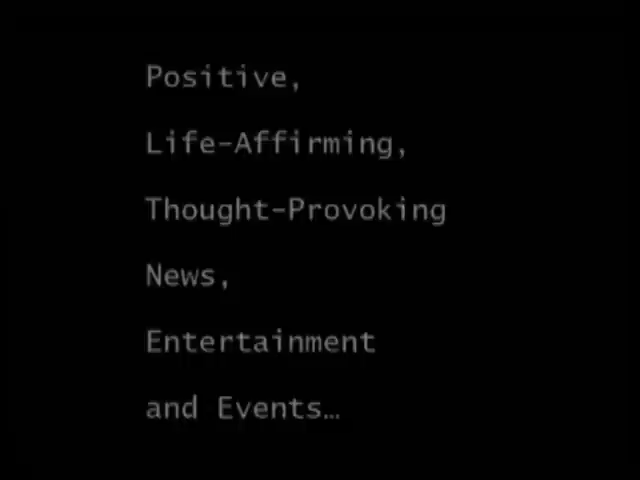 Positive,
Life-Affirming,
Thought-Provoking
News,
Entertainment
and Events…